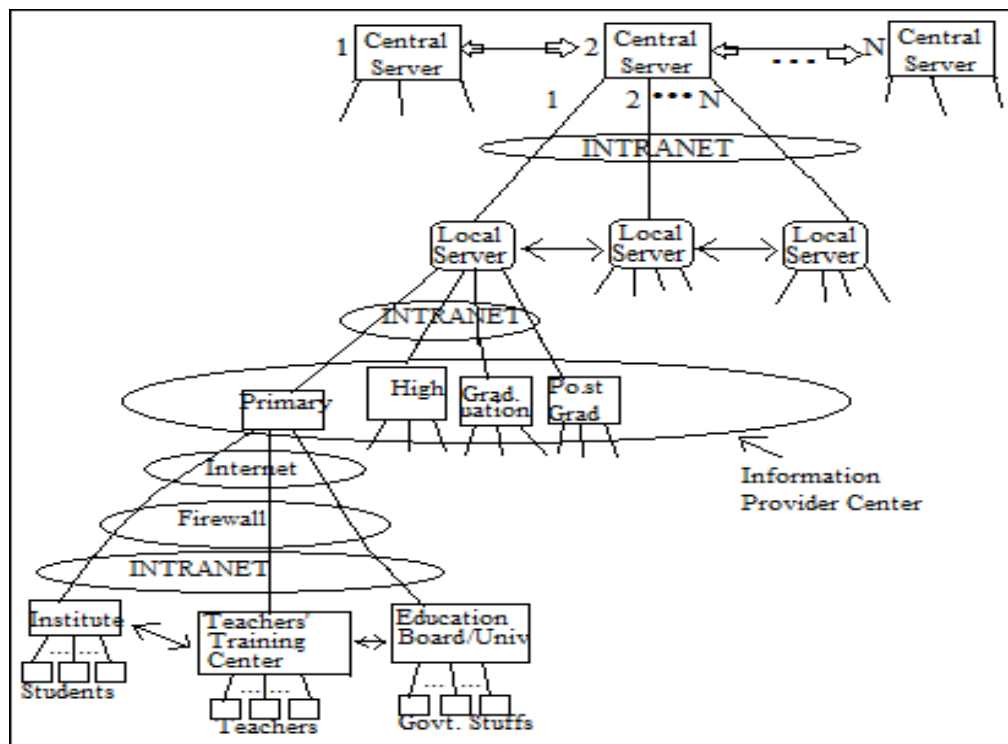 1 Central Server
2 Central Server
N Central Server
...
1 2 ••• N
INTRANET
Local Server
Local Server
Local Server
INTRANET
Primary
High
Grad. uation
Po.st Grad
Information Provider Center
Internet
Firewall
INTRANET
Institute
Teachers' Training Center
Education Board/Univ
... ...
Students
... ...
Teachers
... ...
Govt. Stuffs